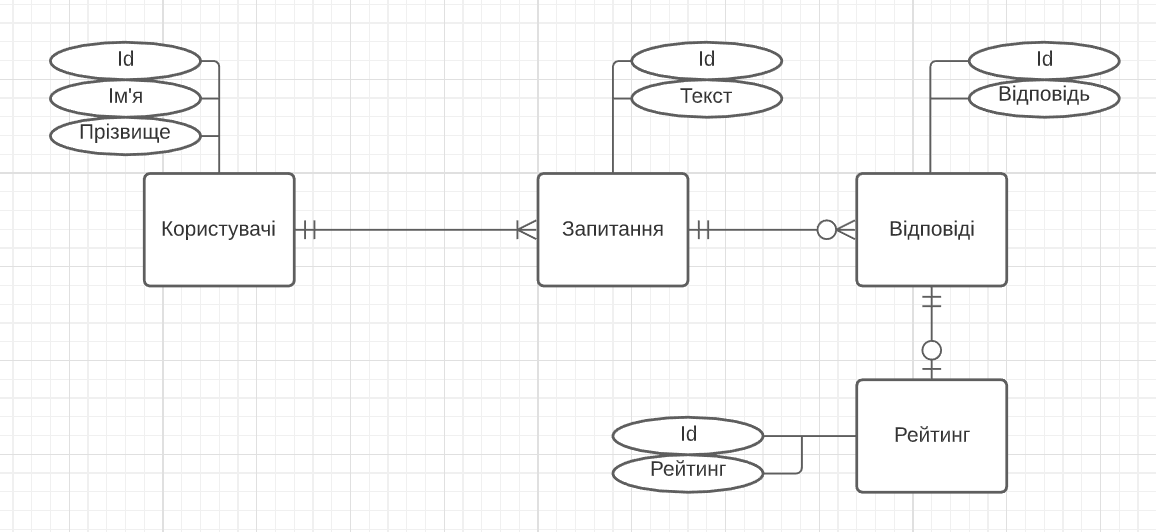 Id
Ім'я
Прізвище
Id
Текст
Id
Відповідь
Користувачі
Запитання
Відповіді
Id
Рейтинг
Рейтинг